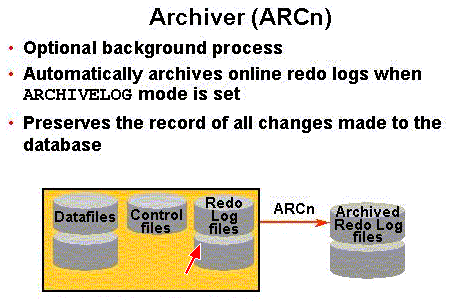 Archiver (ARCn)
• Optional background process
• Automatically archives online redo logs when
ARCHIVELOG mode is set
• Preserves the record of all changes made to the
database
Datafiles
Control
files
Redo
Log
files
ARCn
Archived
Redo Log
files